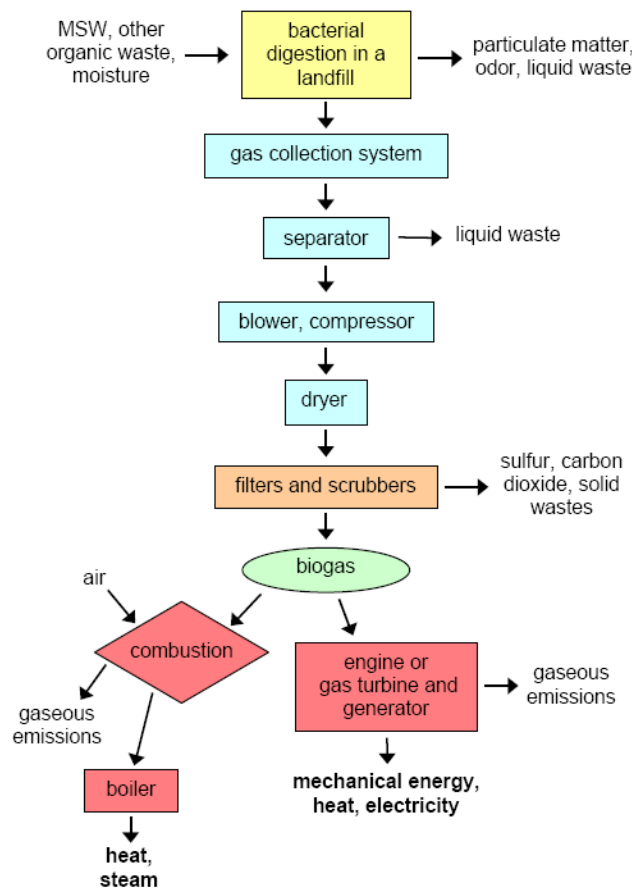 MSW, other
organic waste,
moisture
bacterial
digestion in a
landfill
particulate matter,
odor, liquid waste
gas collection system
separator
liquid waste
blower, compressor
dryer
filters and scrubbers
sulfur, carbon
dioxide, solid
wastes
biogas
air
combustion
engine or
gas turbine and
generator
gaseous
emissions
gaseous
emissions
boiler
mechanical energy,
heat, electricity
heat,
steam